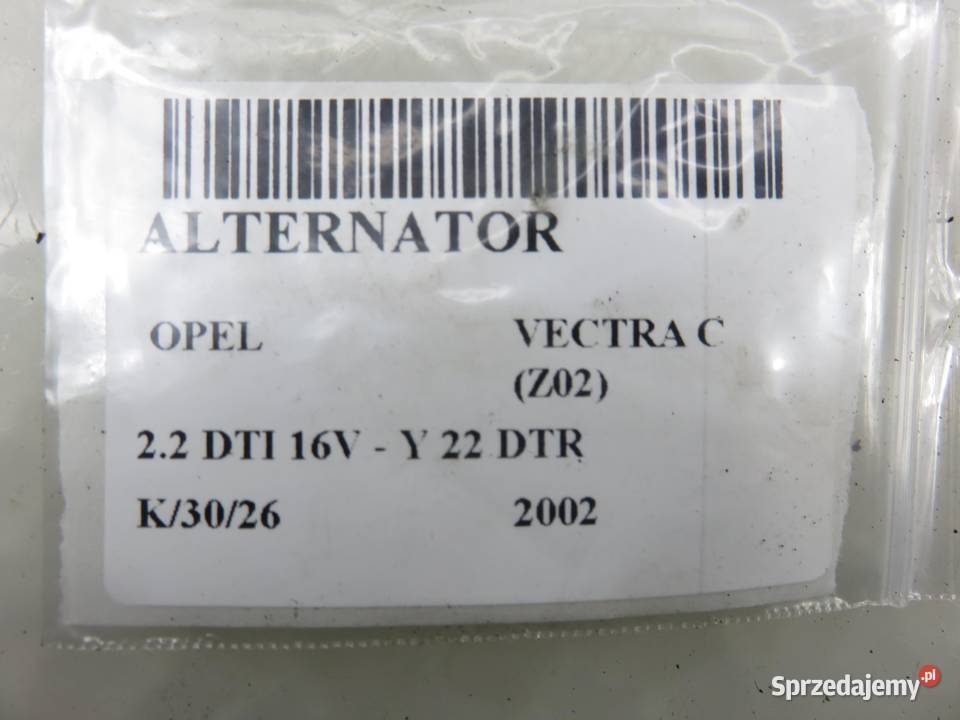 ALTERNATOR
OPEL VECTRA C
(Z02)
2.2 DTI 16V - Y 22 DTR
K/30/26 2002
Sprzedajemy.pl